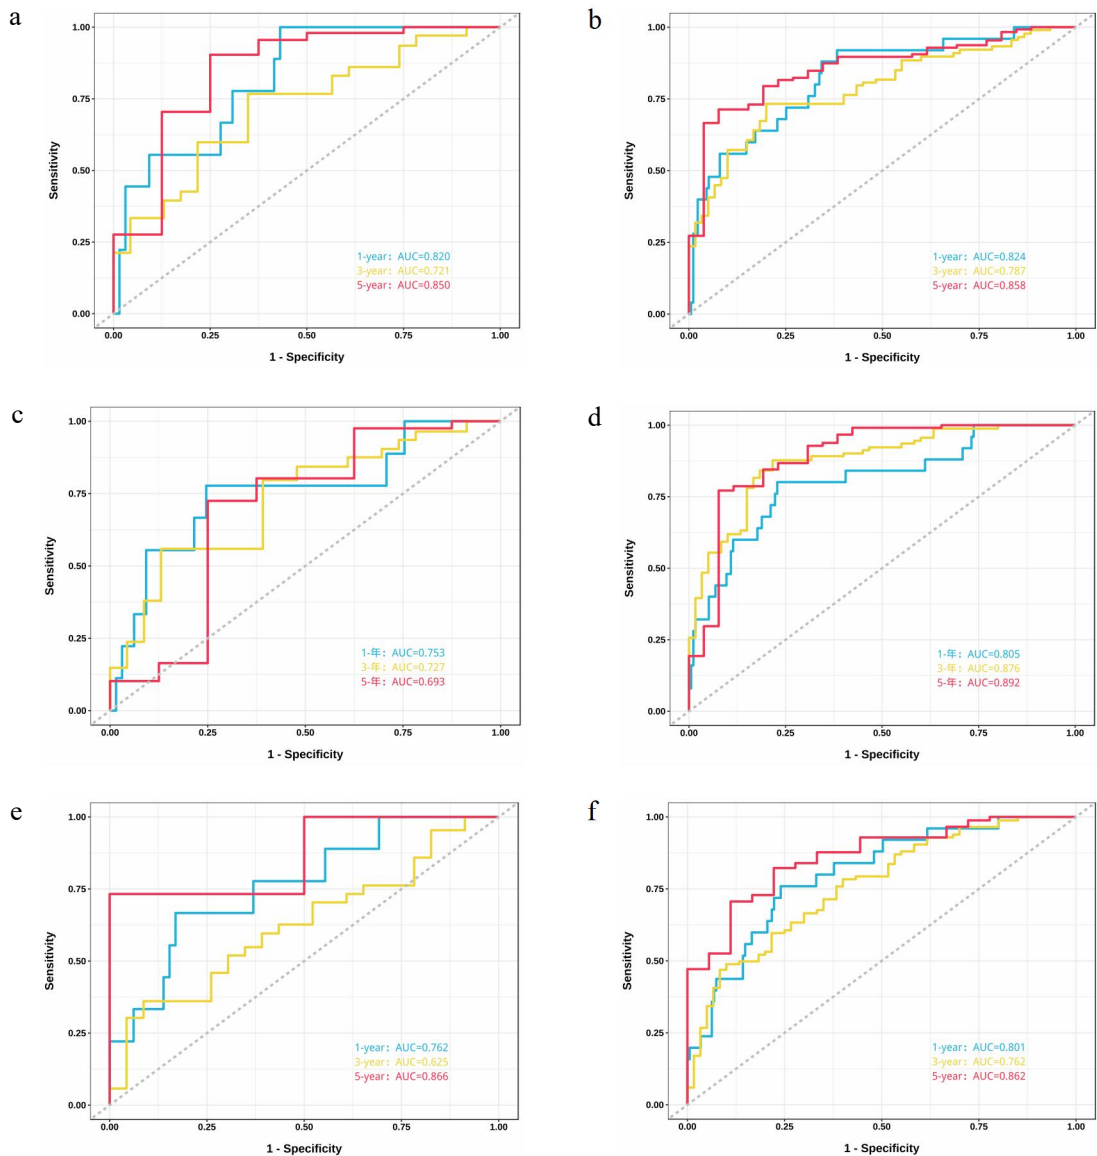 a
1.00
0.75
0.50
0.25
0.00
Sensitivity
1-year: AUC=0.820
3-year: AUC=0.721
5-year: AUC=0.850
0.00 0.25 0.50 0.75 1.00
1 - Specificity
b
1.00
0.75
0.50
0.25
0.00
Sensitivity
1-year: AUC=0.824
3-year: AUC=0.787
5-year: AUC=0.858
0.00 0.25 0.50 0.75 1.00
1 - Specificity
c
1.00
0.75
0.50
0.25
0.00
Sensitivity
1-年: AUC=0.753
3-年: AUC=0.727
5-年: AUC=0.693
0.00 0.25 0.50 0.75 1.00
1 - Specificity
d
1.00
0.75
0.50
0.25
0.00
Sensitivity
1-年: AUC=0.805
3-年: AUC=0.876
5-年: AUC=0.892
0.00 0.25 0.50 0.75 1.00
1 - Specificity
e
1.00
0.75
0.50
0.25
0.00
Sensitivity
1-year: AUC=0.762
3-year: AUC=0.625
5-year: AUC=0.866
0.00 0.25 0.50 0.75 1.00
1 - Specificity
f
1.00
0.75
0.50
0.25
0.00
Sensitivity
1-year: AUC=0.801
3-year: AUC=0.762
5-year: AUC=0.862
0.00 0.25 0.50 0.75 1.00
1 - Specificity